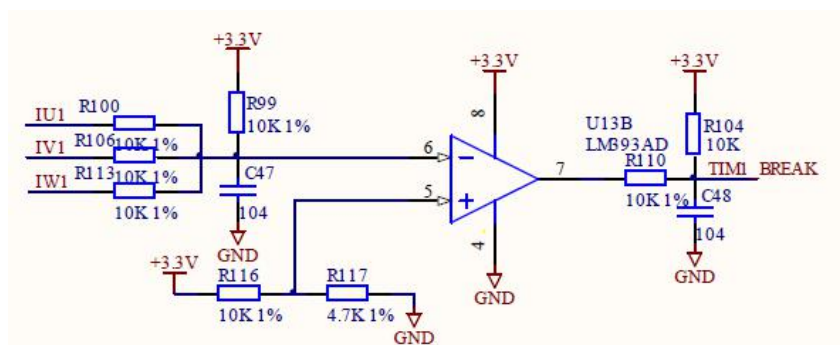 +3.3V
+3.3V
+3.3V
IU1
R100
R99
10K 1%
8
U13B
LM393AD
R104
10K
IV1
R106
10K 1%
6
7
R110
TIM1_BREAK
IW1
R113
10K 1%
C47
5
10K 1%
C48
10K 1%
104
4
104
GND
+3.3V
R116
R117
GND
GND
10K 1%
4.7K 1%
GND